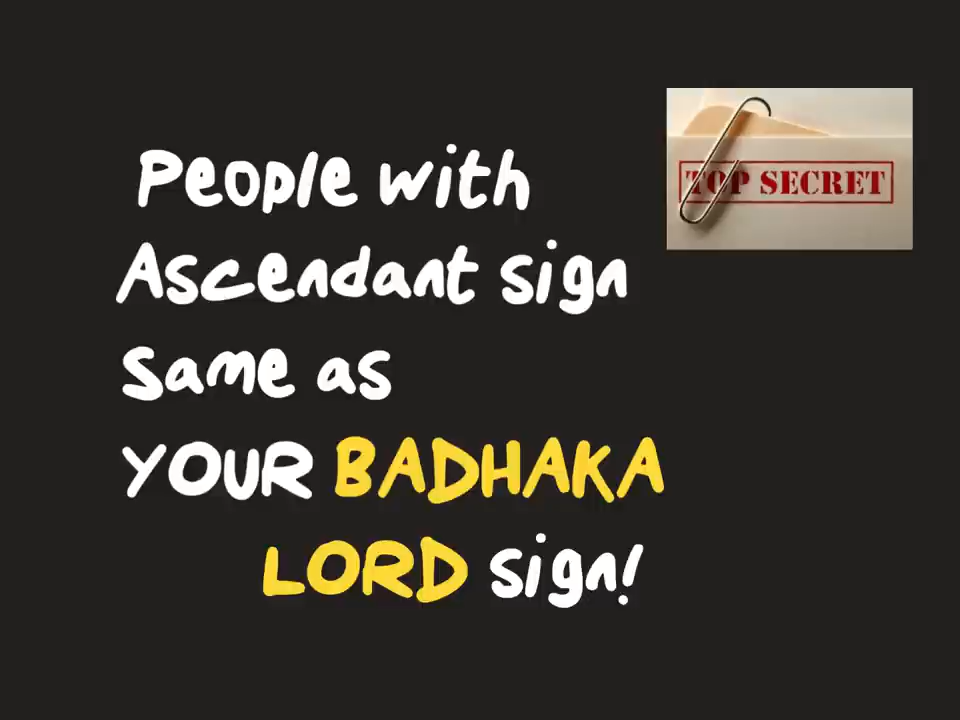 TOP SECRET
People with
Ascendant sign
same as
YOUR BADHAKA
LORD sign!